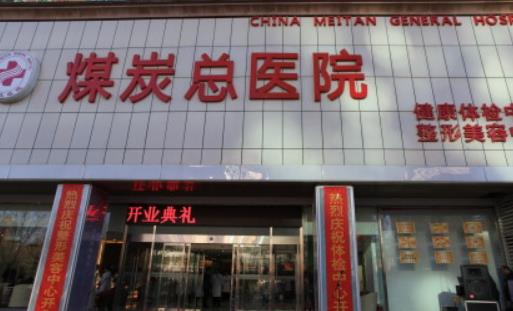 CHINA MEITAN GENERAL HOSP
煤炭总医院
健康体检中
整形美容中
开业典礼
热烈庆祝整形美容中心开
热烈庆祝体检中心开